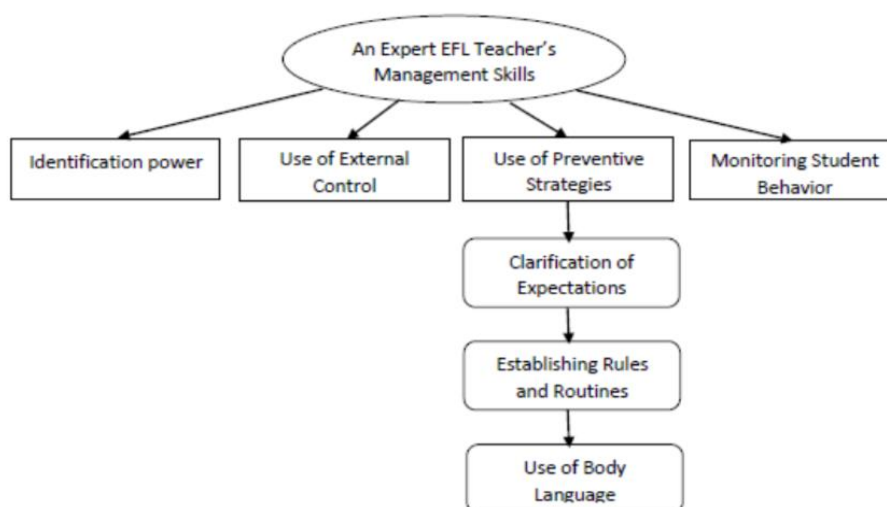 An Expert EFL Teacher's
Management Skills
Identification power
Use of External
Control
Use of Preventive
Strategies
Monitoring Student
Behavior
Clarification of
Expectations
Establishing Rules
and Routines
Use of Body
Language